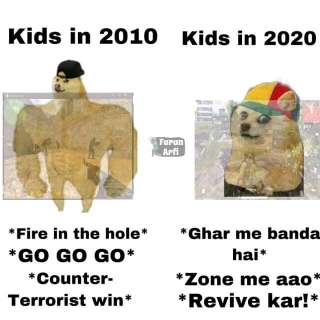 Kids in 2010
Kids in 2020
Furan
Arfi
*Fire in the hole*
*GO GO GO*
*Counter-
Terrorist win*
*Ghar me banda
hai*
*Zone me aao*
*Revive kar!*